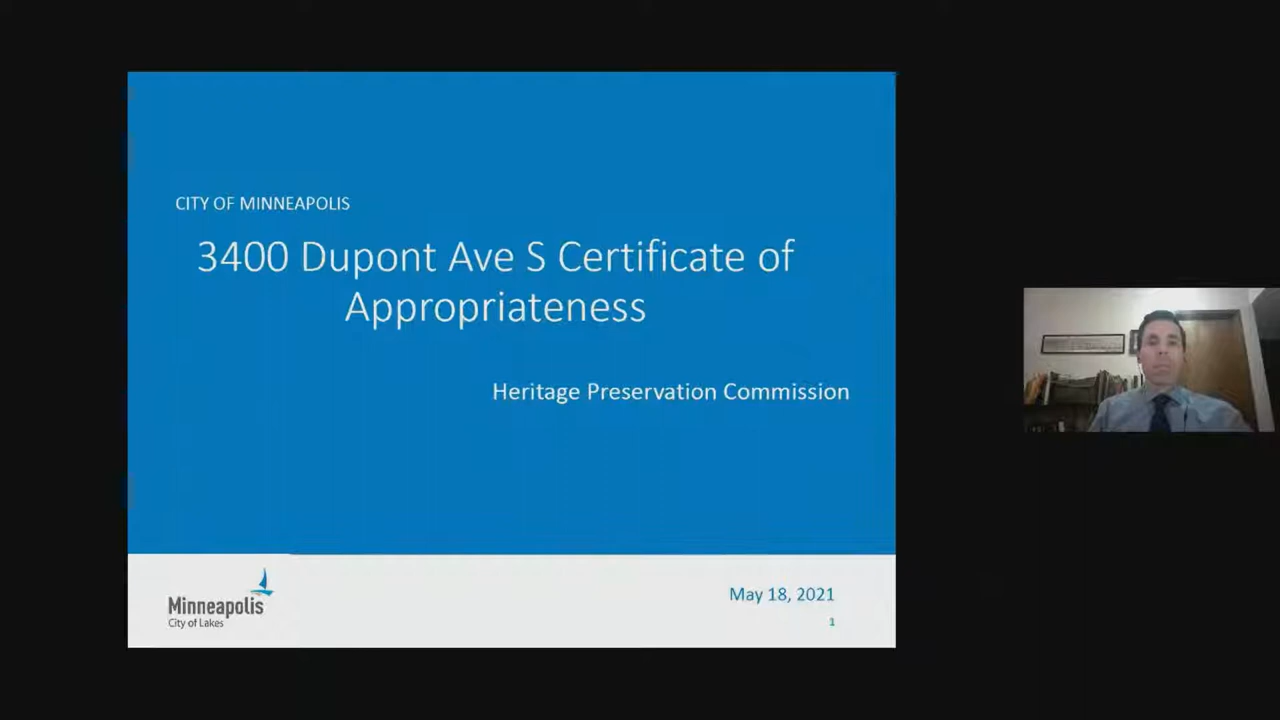 CITY OF MINNEAPOLIS
3400 Dupont Ave S Certificate of
Appropriateness
Heritage Preservation Commission
Minneapolis
City of Lakes
May 18, 2021
1